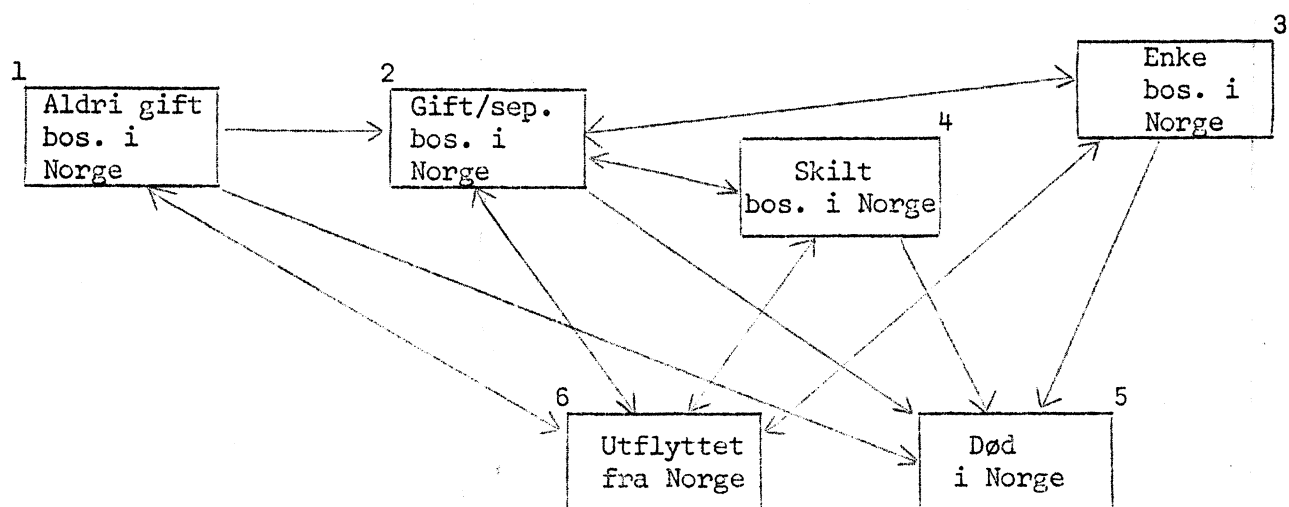 1
Aldri gift
bos. i
Norge
2
Gift/sep.
bos. i
Norge
3
Enke
bos. i
Norge
4
Skilt
bos. i Norge
6
Utflyttet
fra Norge
5
Død
i Norge